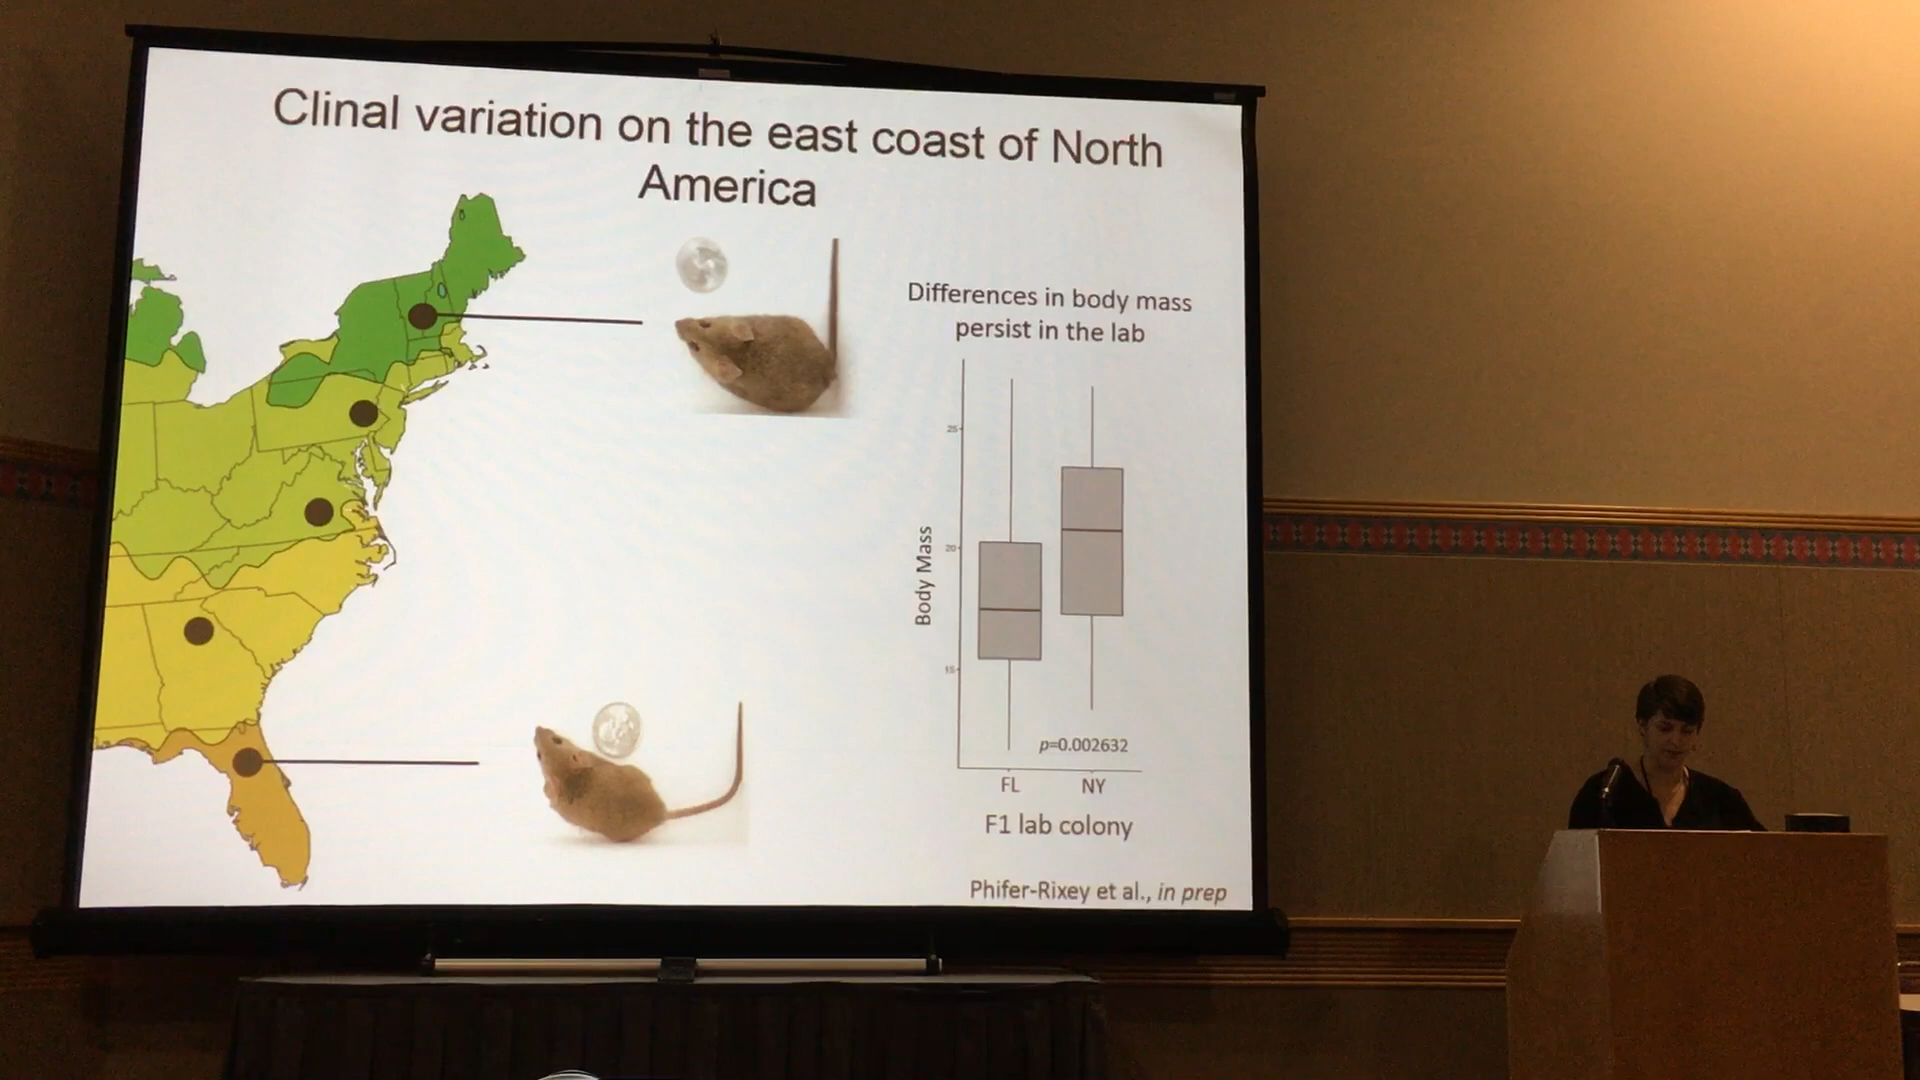 Clinal variation on the east coast of North
America
Differences in body mass
persist in the lab
25
20
15
Body Mass
p=0.002632
FL NY
F1 lab colony
Phifer-Rixey et al., in prep